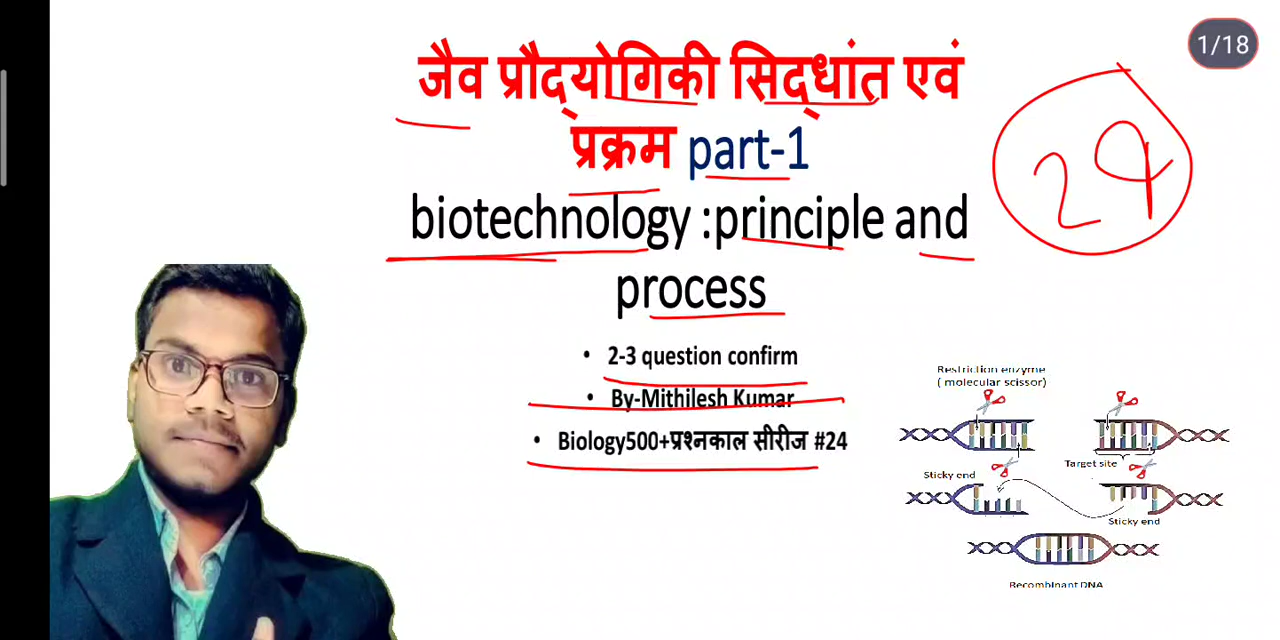 1/18
जैव प्रौद्योगिकी सिद्धांत एवं
प्रक्रम part-1
24
biotechnology :principle and
process
• 2-3 question confirm
• By-Mithilesh Kumar
• Biology500+प्रश्नकाल सीरीज #24
Restriction enzyme
( molecular scissor)
Target site
Sticky end
Sticky end
Recombinant DNA